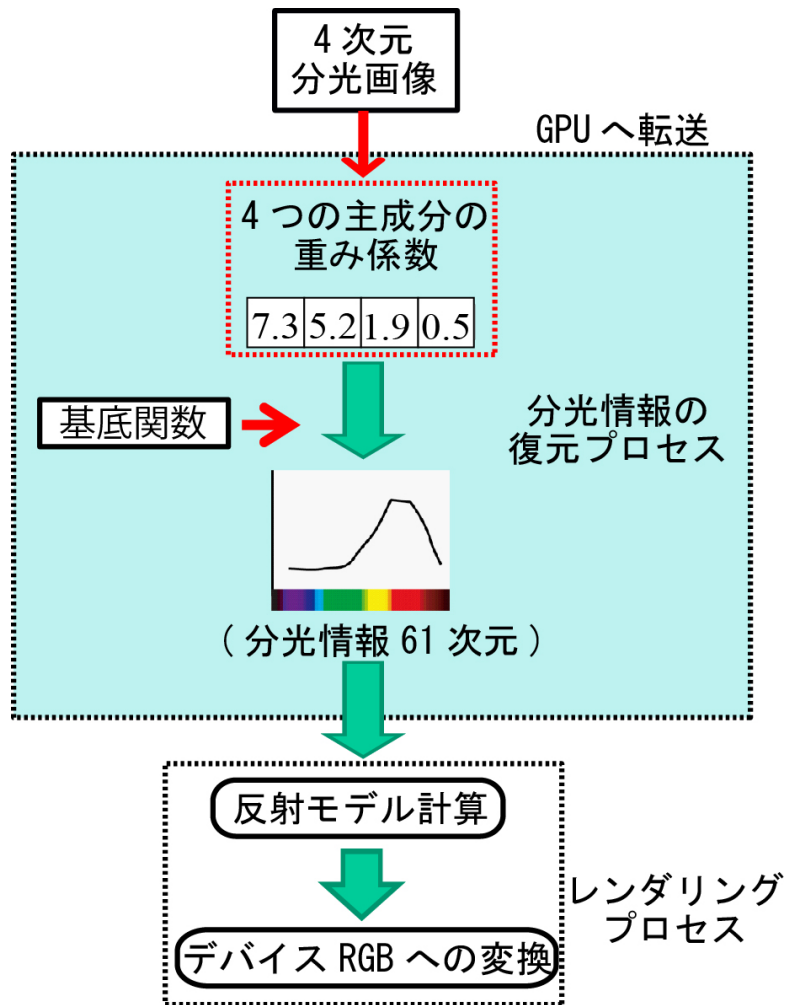 4 次元
分光画像
GPU へ転送
4 つの主成分の
重み係数
7.3 5.2 1.9 0.5
基底関数
分光情報の
復元プロセス
( 分光情報 61 次元 )
反射モデル計算
レンダリング
プロセス
デバイス RGB への変換